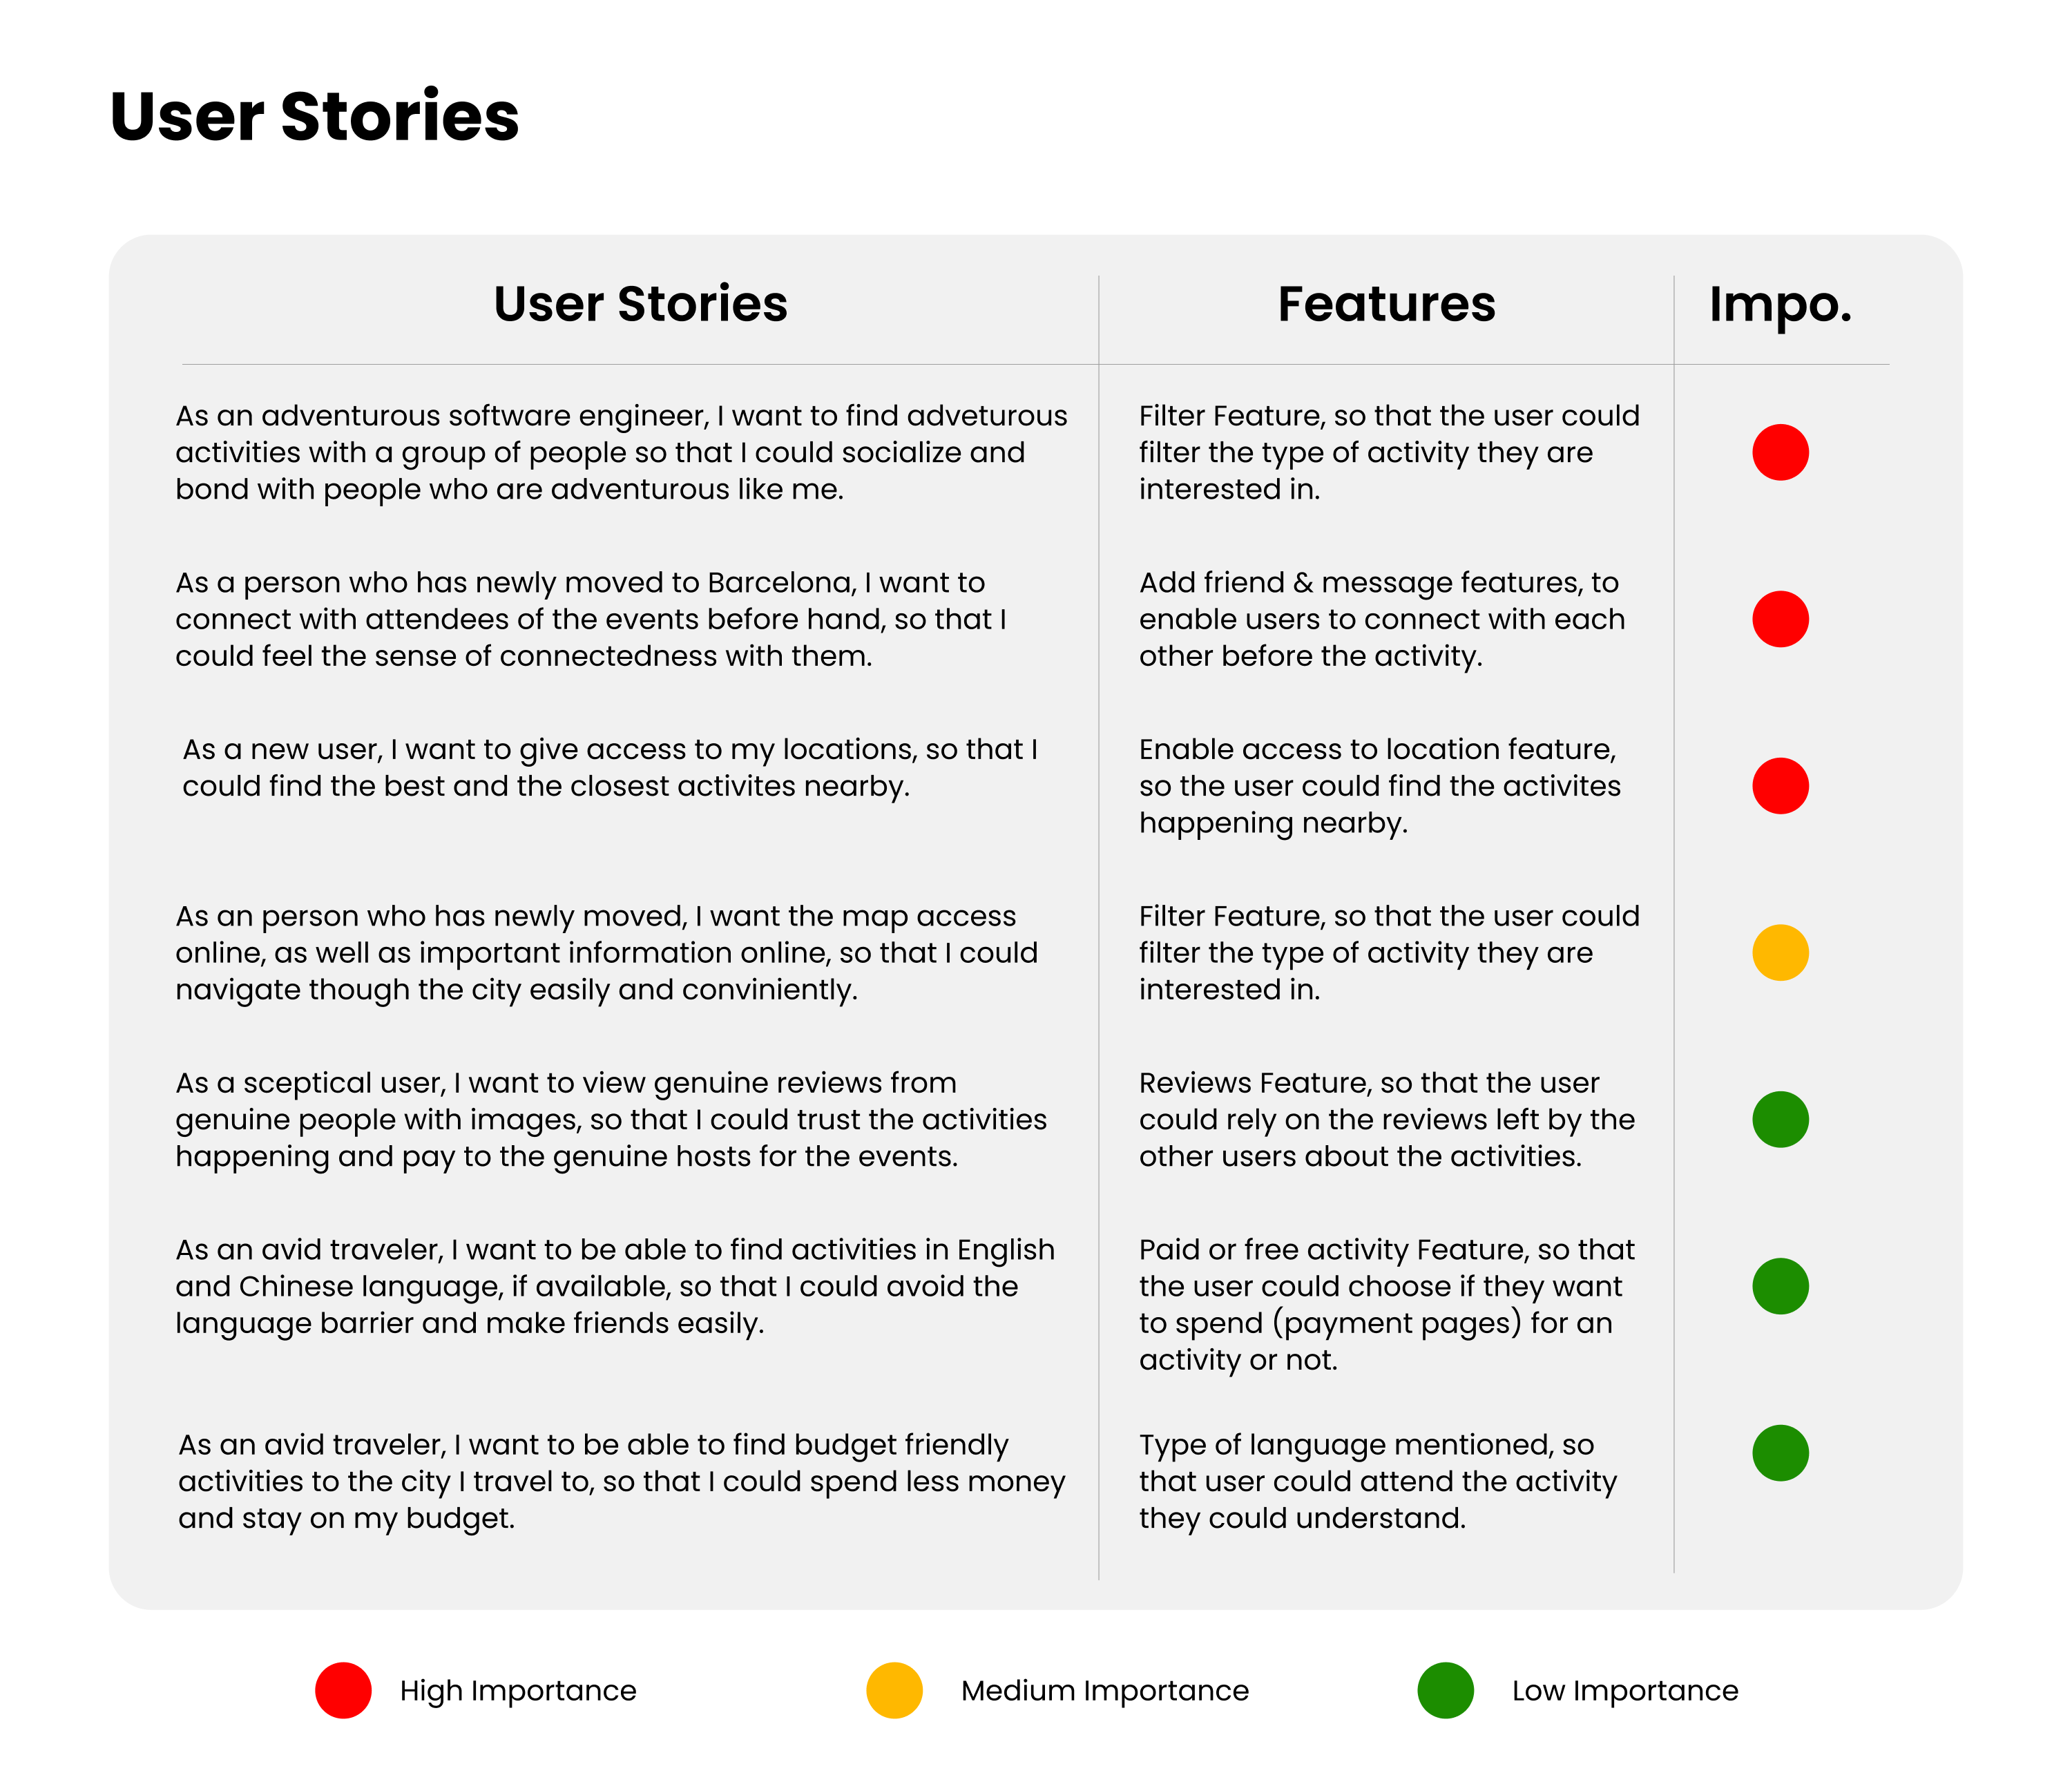 User Stories
User Stories
Features
Impo.
As an adventurous software engineer, I want to find adveturous
activities with a group of people so that I could socialize and
bond with people who are adventurous like me.
Filter Feature, so that the user could
filter the type of activity they are
interested in.
As a person who has newly moved to Barcelona, I want to
connect with attendees of the events before hand, so that I
could feel the sense of connectedness with them.
Add friend & message features, to
enable users to connect with each
other before the activity.
As a new user, I want to give access to my locations, so that I
could find the best and the closest activites nearby.
Enable access to location feature,
so the user could find the activites
happening nearby.
As an person who has newly moved, I want the map access
online, as well as important information online, so that I could
navigate though the city easily and conviniently.
Filter Feature, so that the user could
filter the type of activity they are
interested in.
As a sceptical user, I want to view genuine reviews from
genuine people with images, so that I could trust the activities
happening and pay to the genuine hosts for the events.
Reviews Feature, so that the user
could rely on the reviews left by the
other users about the activities.
As an avid traveler, I want to be able to find activities in English
and Chinese language, if available, so that I could avoid the
language barrier and make friends easily.
Paid or free activity Feature, so that
the user could choose if they want
to spend (payment pages) for an
activity or not.
As an avid traveler, I want to be able to find budget friendly
activities to the city I travel to, so that I could spend less money
and stay on my budget.
Type of language mentioned, so
that user could attend the activity
they could understand.
High Importance
Medium Importance
Low Importance